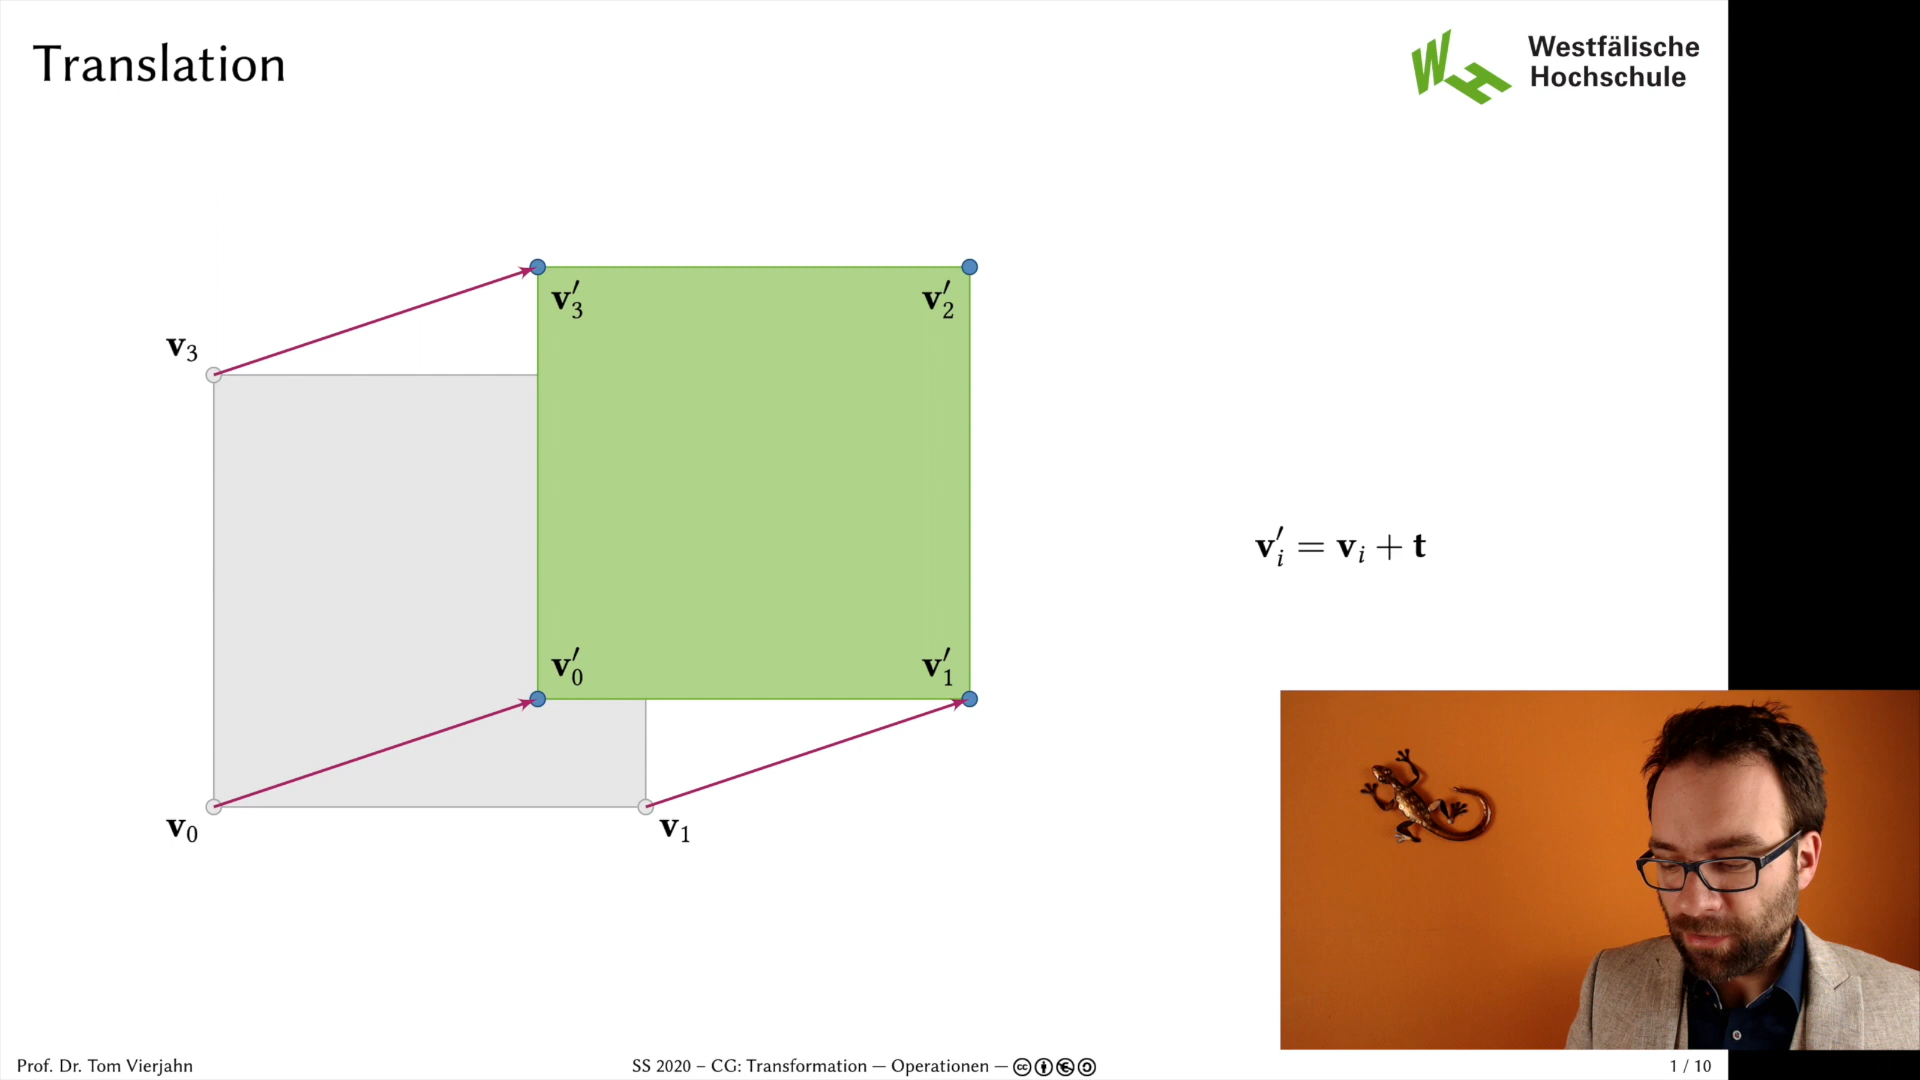 Translation
Westfälische
Hochschule
v₃
v′₃
v′₂
v′ᵢ = vᵢ + t
v′₀
v′₁
v₀
v₁
Prof. Dr. Tom Vierjahn
SS 2020 – CG: Transformation — Operationen —
1 / 10